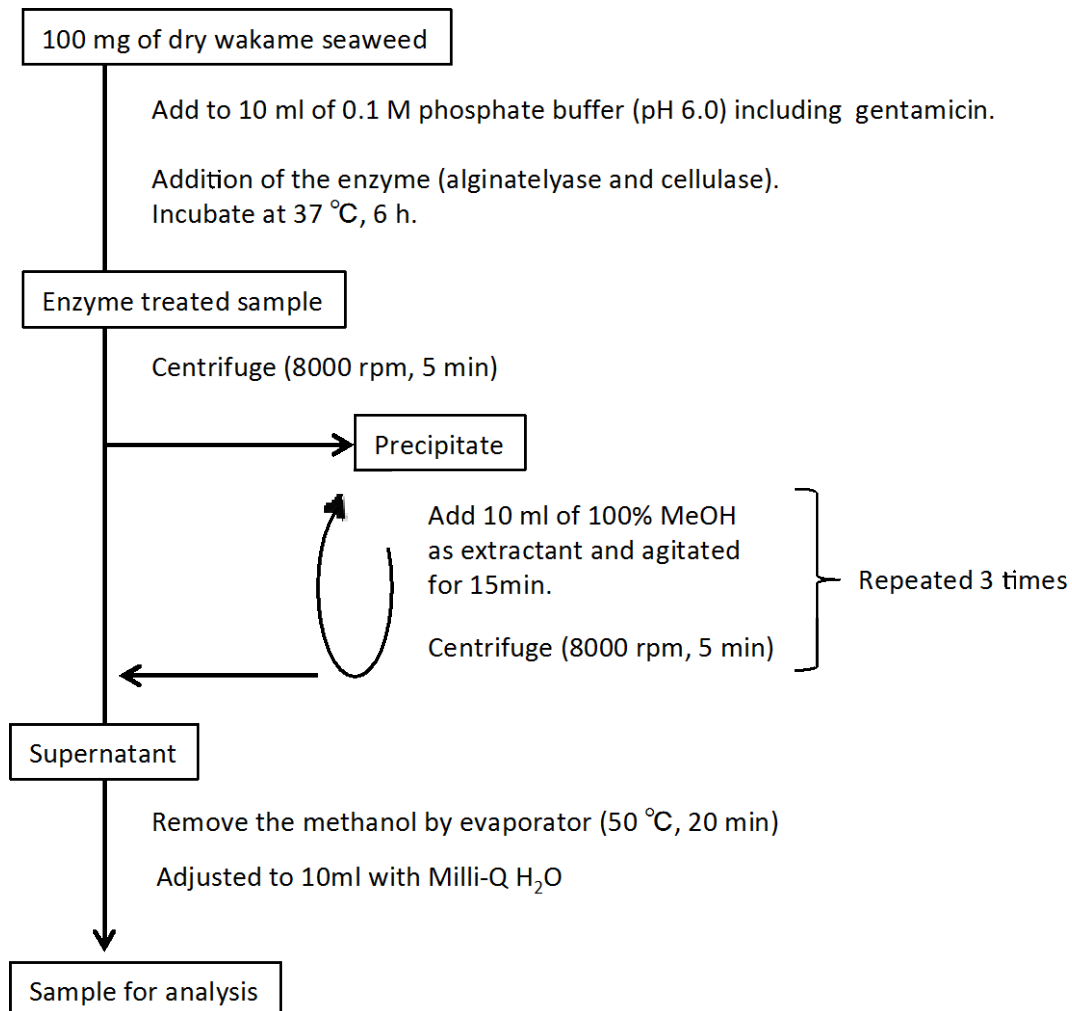 100 mg of dry wakame seaweed
Add to 10 ml of 0.1 M phosphate buffer (pH 6.0) including gentamicin.
Addition of the enzyme (alginatelyase and cellulase).
Incubate at 37 ℃, 6 h.
Enzyme treated sample
Centrifuge (8000 rpm, 5 min)
Precipitate
Add 10 ml of 100% MeOH
as extractant and agitated
for 15min.
Repeated 3 times
Centrifuge (8000 rpm, 5 min)
Supernatant
Remove the methanol by evaporator (50 ℃, 20 min)
Adjusted to 10ml with Milli-Q H₂O
Sample for analysis